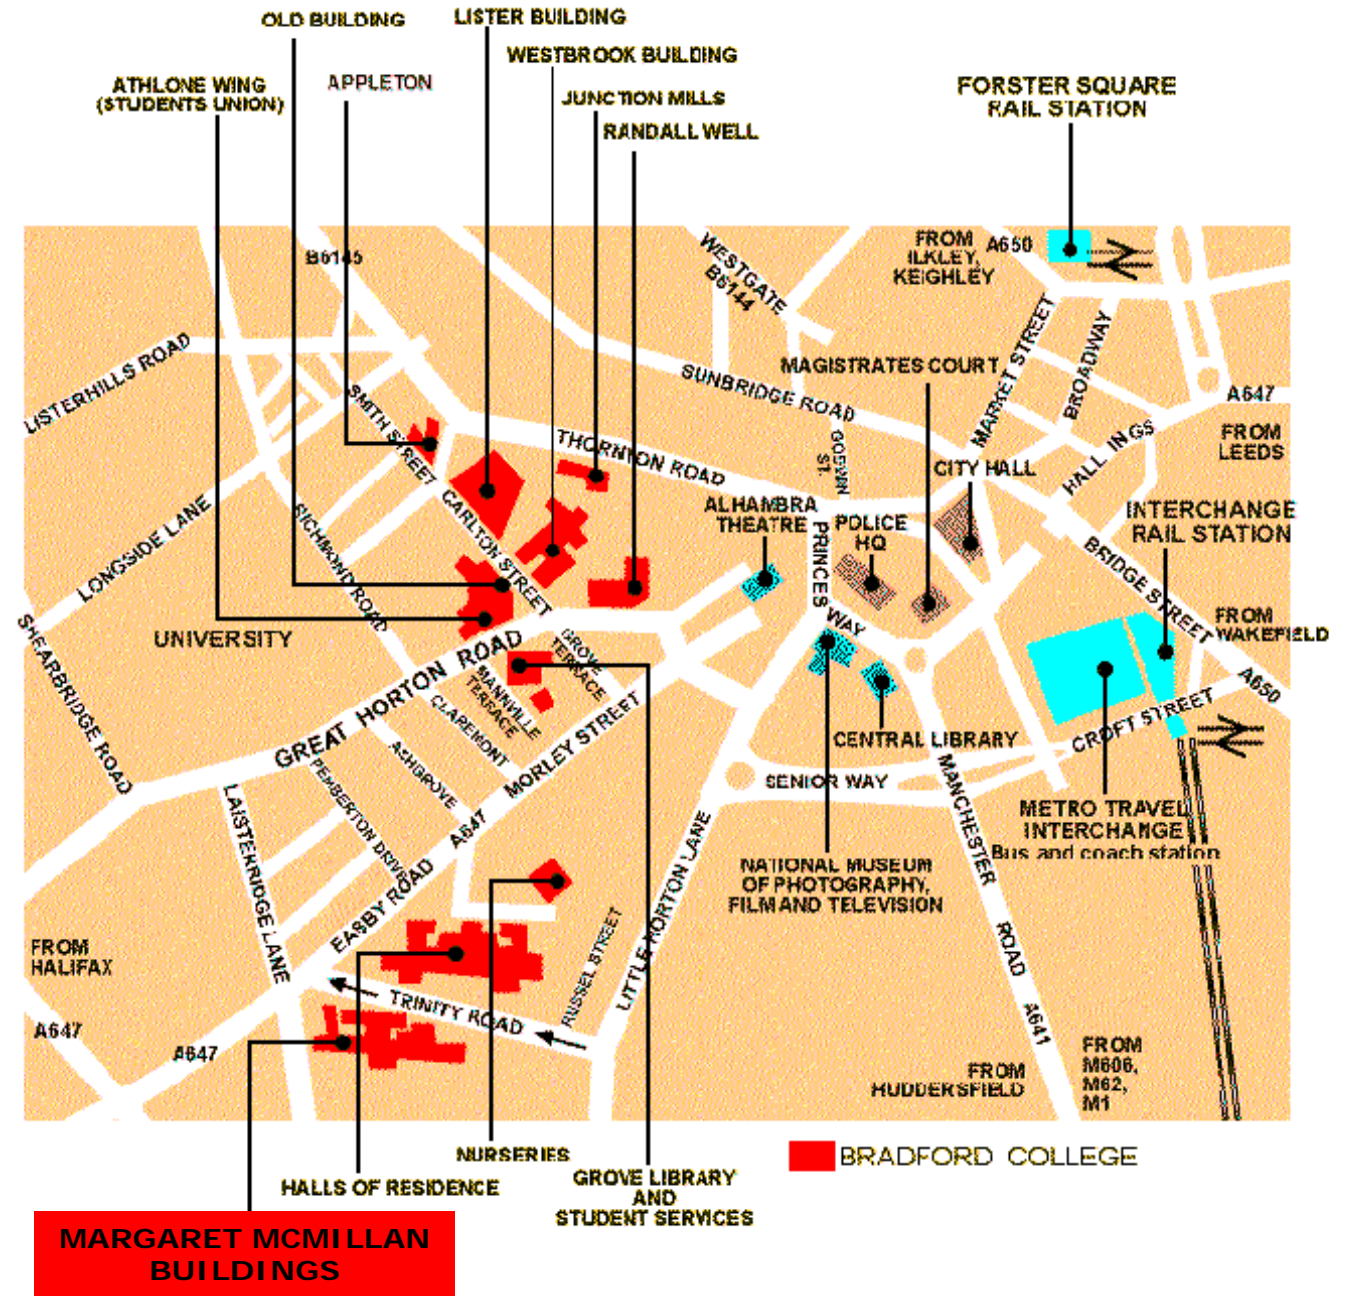 OLD BUILDING
LISTER BUILDING
WESTBROOK BUILDING
ATHLONE WING
(STUDENTS UNION)
APPLETON
JUNCTION MILLS
RANDALL WELL
FORSTER SQUARE
RAIL STATION
B6145
WESTGATE
B6144
FROM
ILKLEY,
KEIGHLEY
A650
LISTERHILLS ROAD
SMITH STREET
SUNBRIDGE ROAD
MAGISTRATES COURT
MARKET STREET
BROADWAY
A647
FROM
LEEDS
HALL INGS
THORNTON ROAD
GODWIN
ST.
CITY HALL
LONGSIDE LANE
RICHMOND ROAD
CARLTON STREET
ALHAMBRA
THEATRE
PRINCES
WAY
POLICE
HQ
INTERCHANGE
RAIL STATION
BRIDGE STREET
FROM
WAKEFIELD
A650
SHEARBRIDGE ROAD
UNIVERSITY
GREAT HORTON ROAD
GROVE
TERRACE
MANNVILLE
TERRACE
CLAREMONT
MORLEY STREET
CENTRAL LIBRARY
CROFT STREET
ASHGROVE
PEMBERTON DRIVE
LAISTERRIDGE LANE
A647
EASBY ROAD
SENIOR WAY
MANCHESTER
ROAD
A641
METRO TRAVEL
INTERCHANGE
Bus and coach station
NATIONAL MUSEUM
OF PHOTOGRAPHY,
FILM AND TELEVISION
LITTLE HORTON LANE
RUSSEL STREET
FROM
HALIFAX
A647
A647
TRINITY ROAD
FROM
HUDDERSFIELD
FROM
M606,
M62,
M1
NURSERIES
HALLS OF RESIDENCE
GROVE LIBRARY
AND
STUDENT SERVICES
BRADFORD COLLEGE
MARGARET MCMILLAN
BUILDINGS